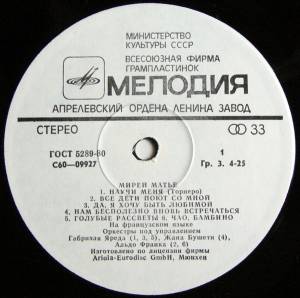 МИНИСТЕРСТВО
КУЛЬТУРЫ СССР
ВСЕСОЮЗНАЯ ФИРМА
ГРАМПЛАСТИНОК
МЕЛОДИЯ
АПРЕЛЕВСКИЙ ОРДЕНА ЛЕНИНА ЗАВОД
СТЕРЕО 33
ГОСТ 5289-80 1
С60—09927 Гр. 3. 4-25
МИРЕЙ МАТЬЕ
1. НАУЧИ МЕНЯ (Торнеро)
2. ВСЕ ДЕТИ ПОЮТ СО МНОЙ
3. ДА, Я ХОЧУ БЫТЬ ЛЮБИМОЙ
4. НАМ БЕСПОЛЕЗНО ВНОВЬ ВСТРЕЧАТЬСЯ
5. ГОЛУБЫЕ РАССВЕТЫ 6. ЧАО, БАМБИНО
На французском языке
Оркестры под управлением
Габриэля Яреда (1, 3, 5), Жана Бушети (4),
Альдо Франка (2, 6)
Изготовлено по лицензии фирмы
Ariola-Eurodisc GmbH, Мюнхен